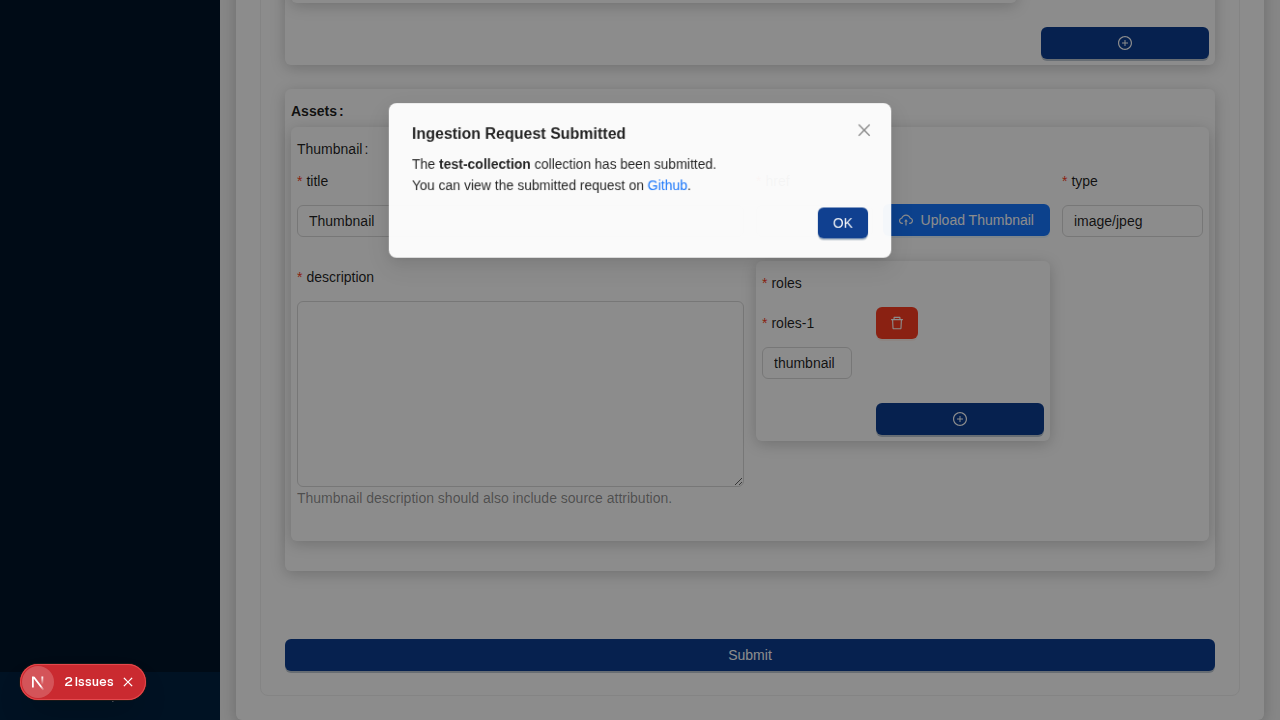 Assets:
Ingestion Request Submitted
Thumbnail:
The test-collection collection has been submitted.
* title
You can view the submitted request on Github.
* type
Thumbnail
OK
Upload Thumbnail
image/jpeg
* description
* roles
* roles-1
thumbnail
Thumbnail description should also include source attribution.
Submit
N 2 Issues